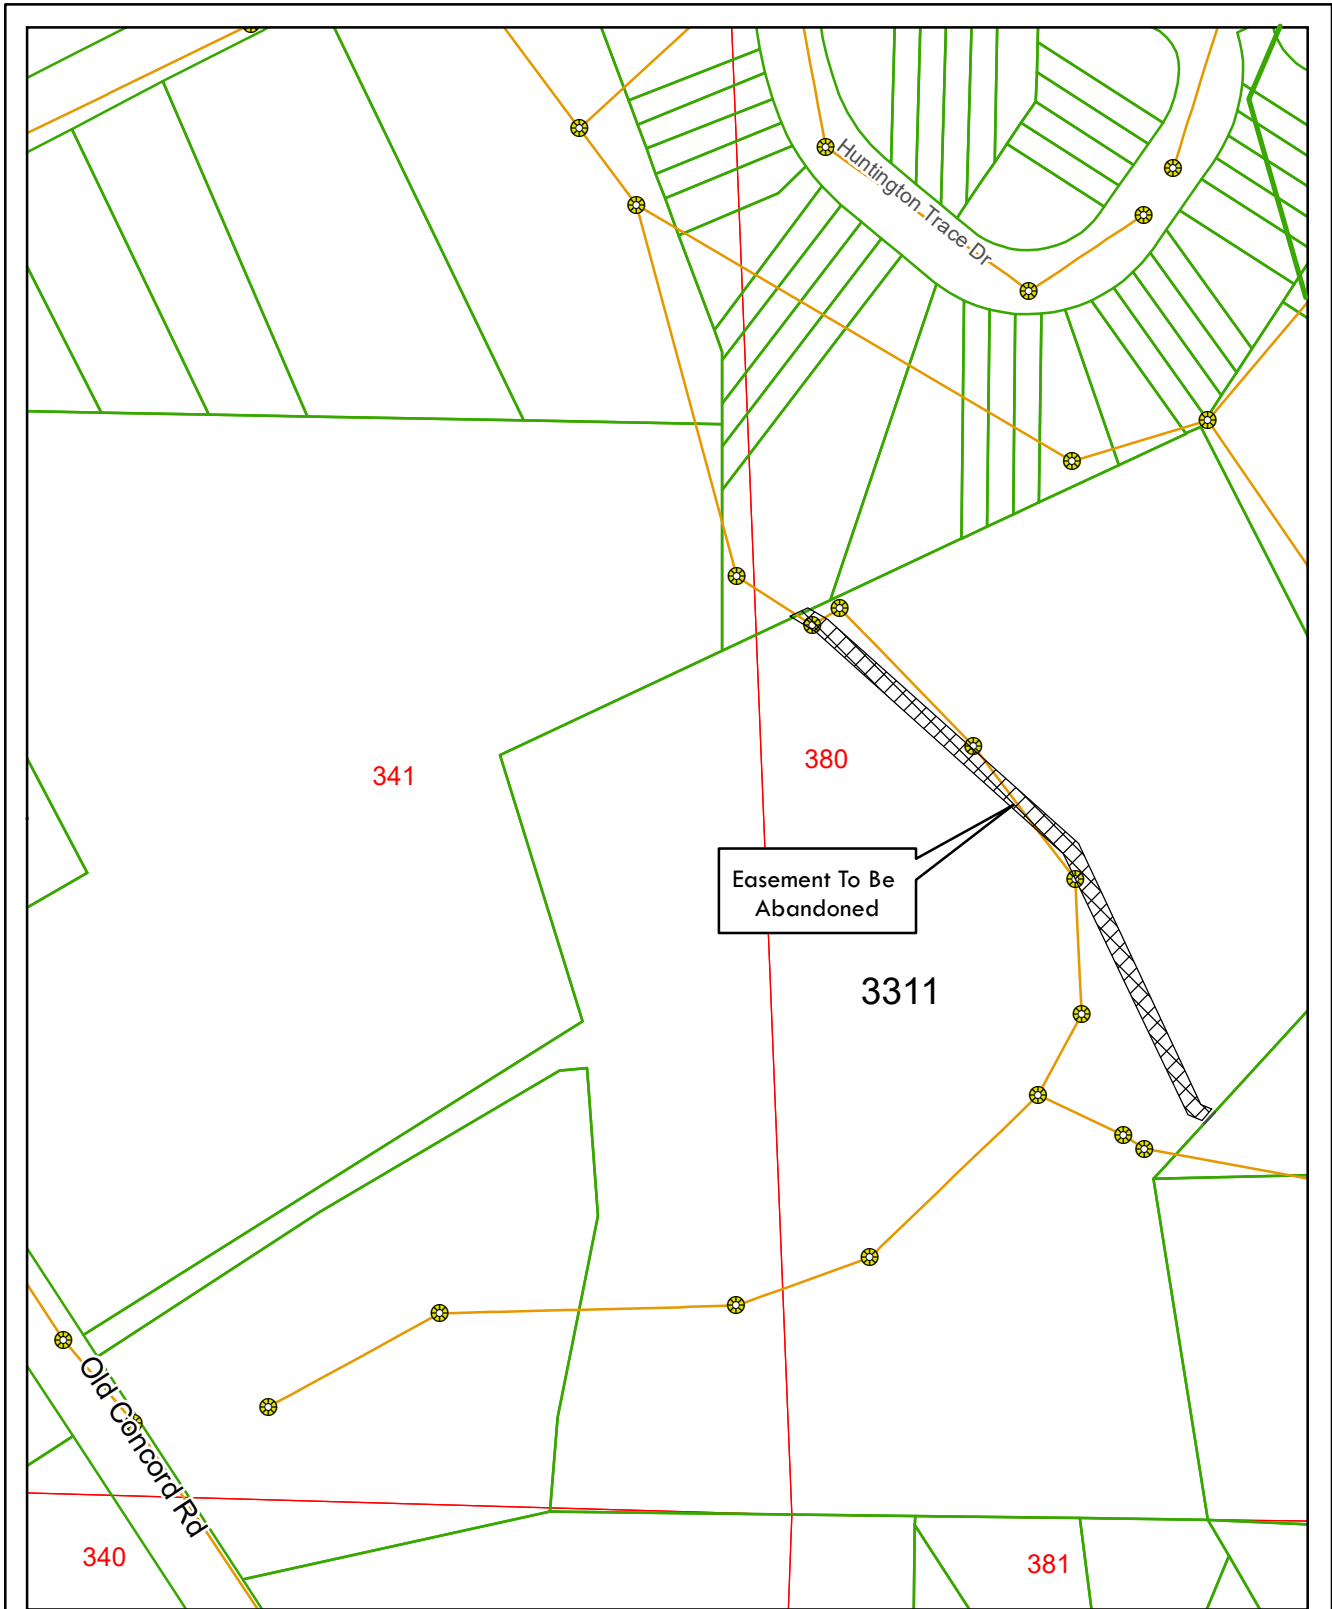 Huntington Trace Dr
341
380
Easement To Be
Abandoned
3311
Old Concord Rd
340
381